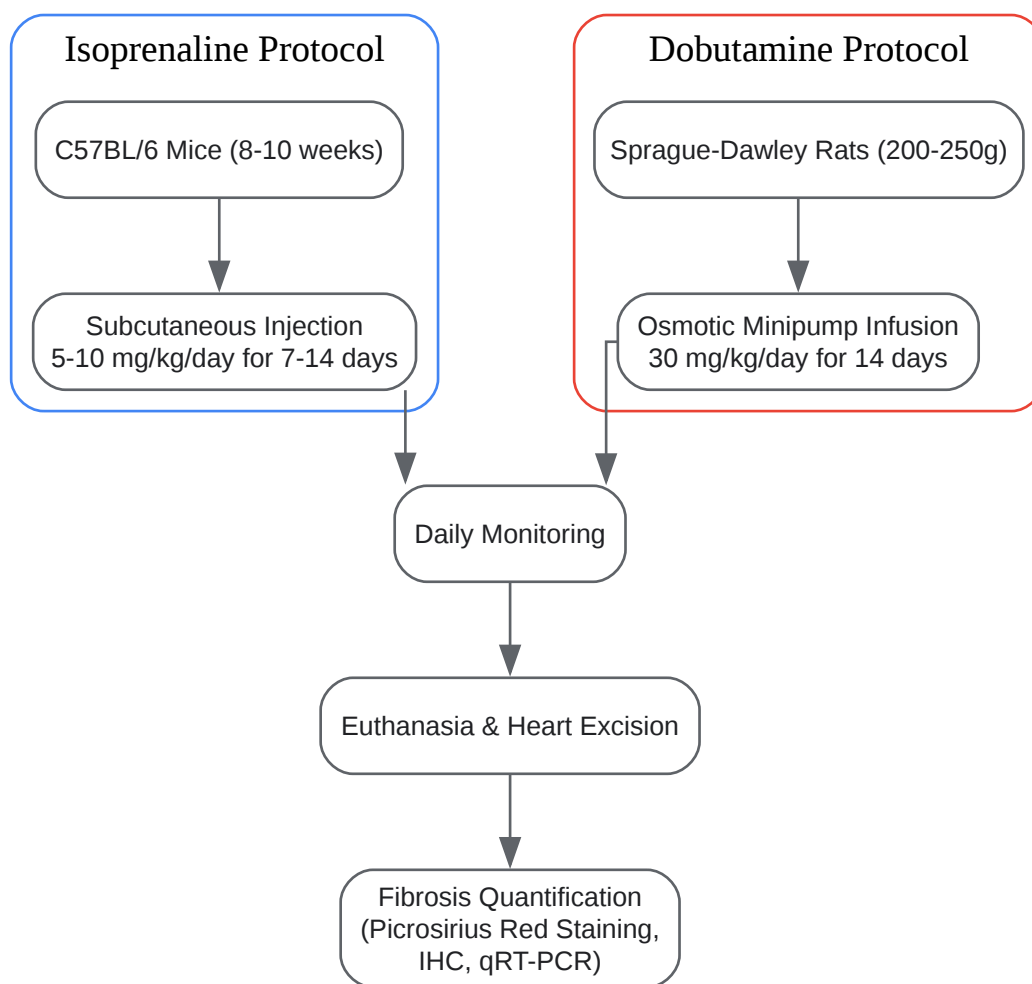 Isoprenaline Protocol
C57BL/6 Mice (8-10 weeks)
Subcutaneous Injection
5-10 mg/kg/day for 7-14 days
Dobutamine Protocol
Sprague-Dawley Rats (200-250g)
Osmotic Minipump Infusion
30 mg/kg/day for 14 days
Daily Monitoring
Euthanasia & Heart Excision
Fibrosis Quantification
(Picrosirius Red Staining,
IHC, qRT-PCR)